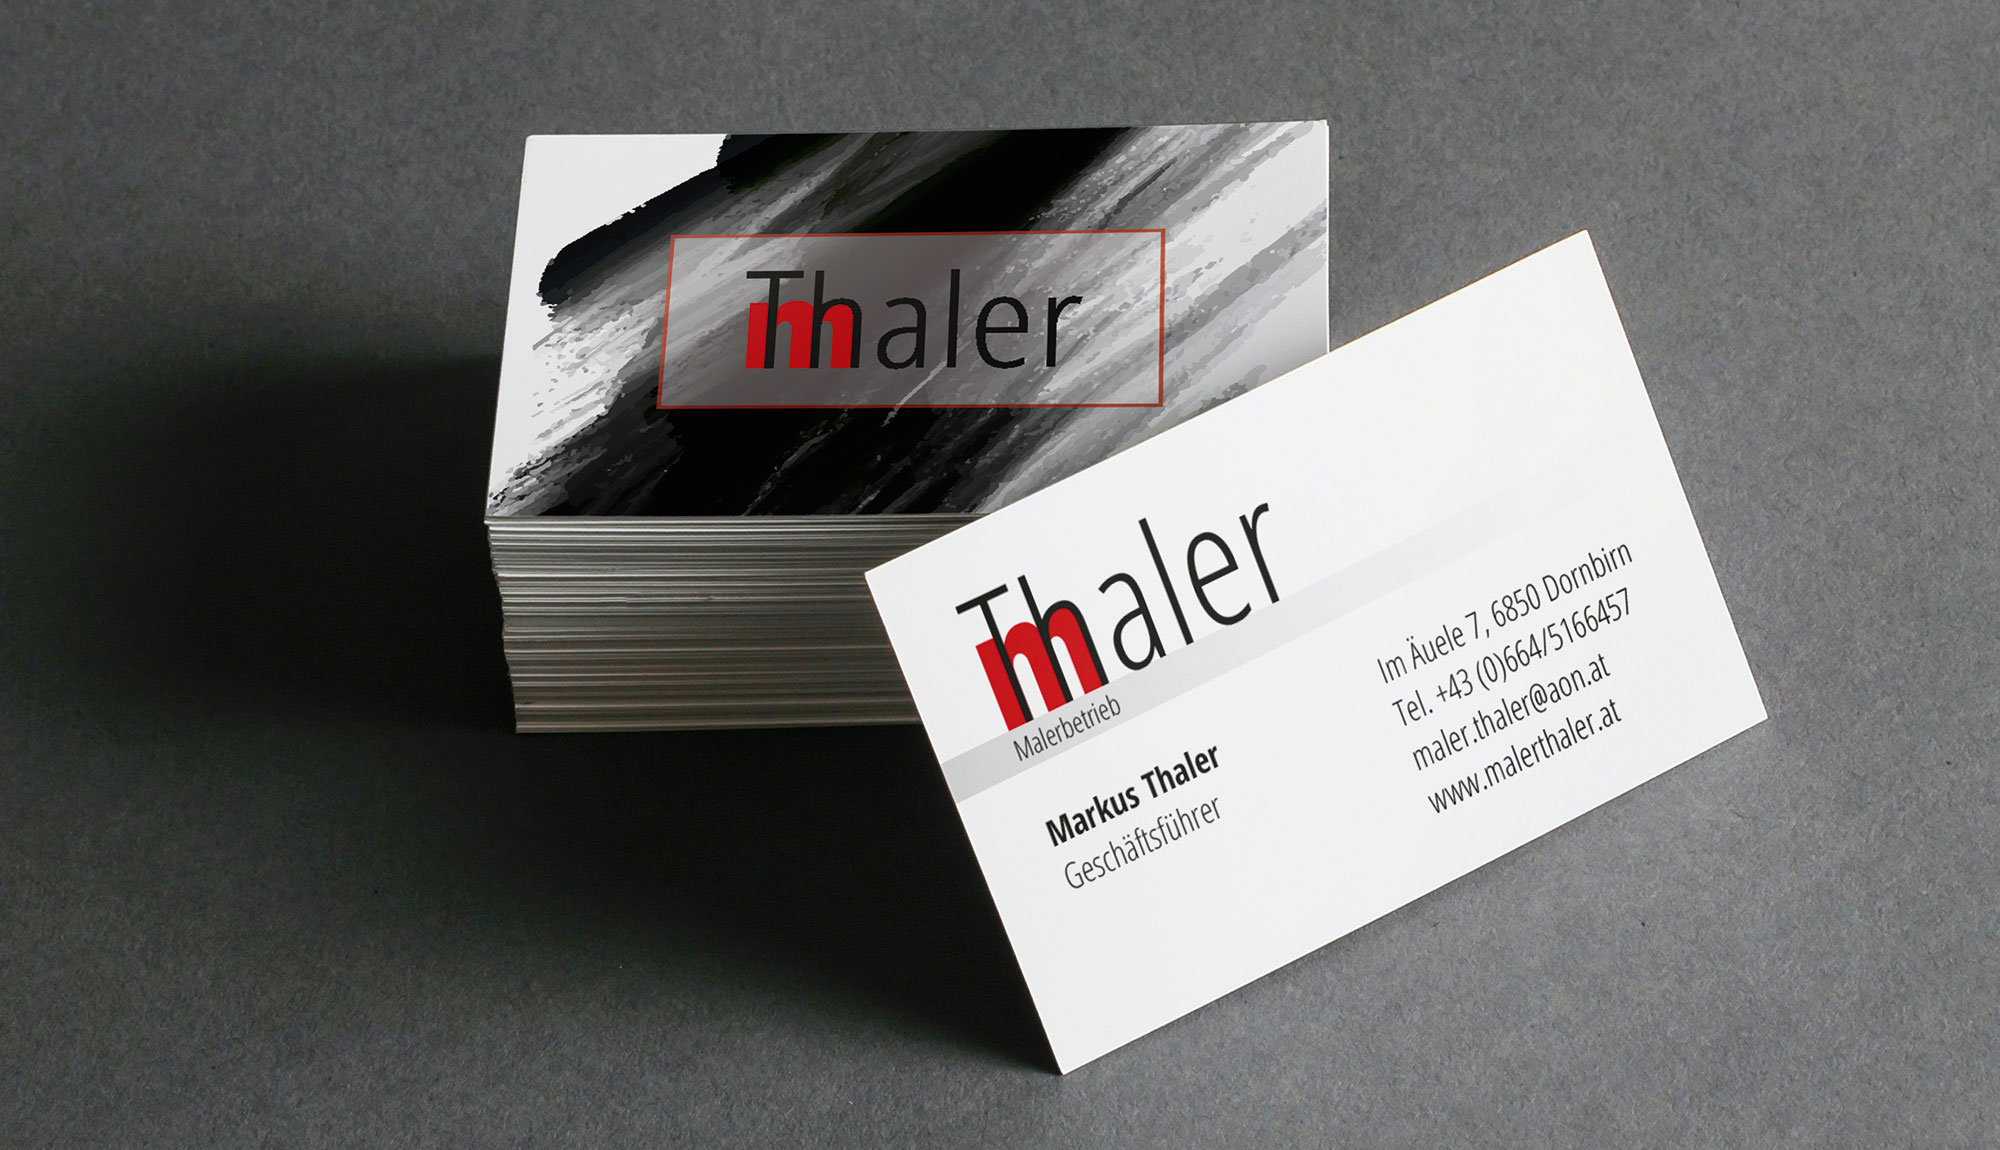 Thaler
Thaler
Malerbetrieb
Markus Thaler
Geschäftsführer
Im Äuele 7, 6850 Dornbirn
Tel. +43 (0)664/5166457
maler.thaler@aon.at
www.malerthaler.at